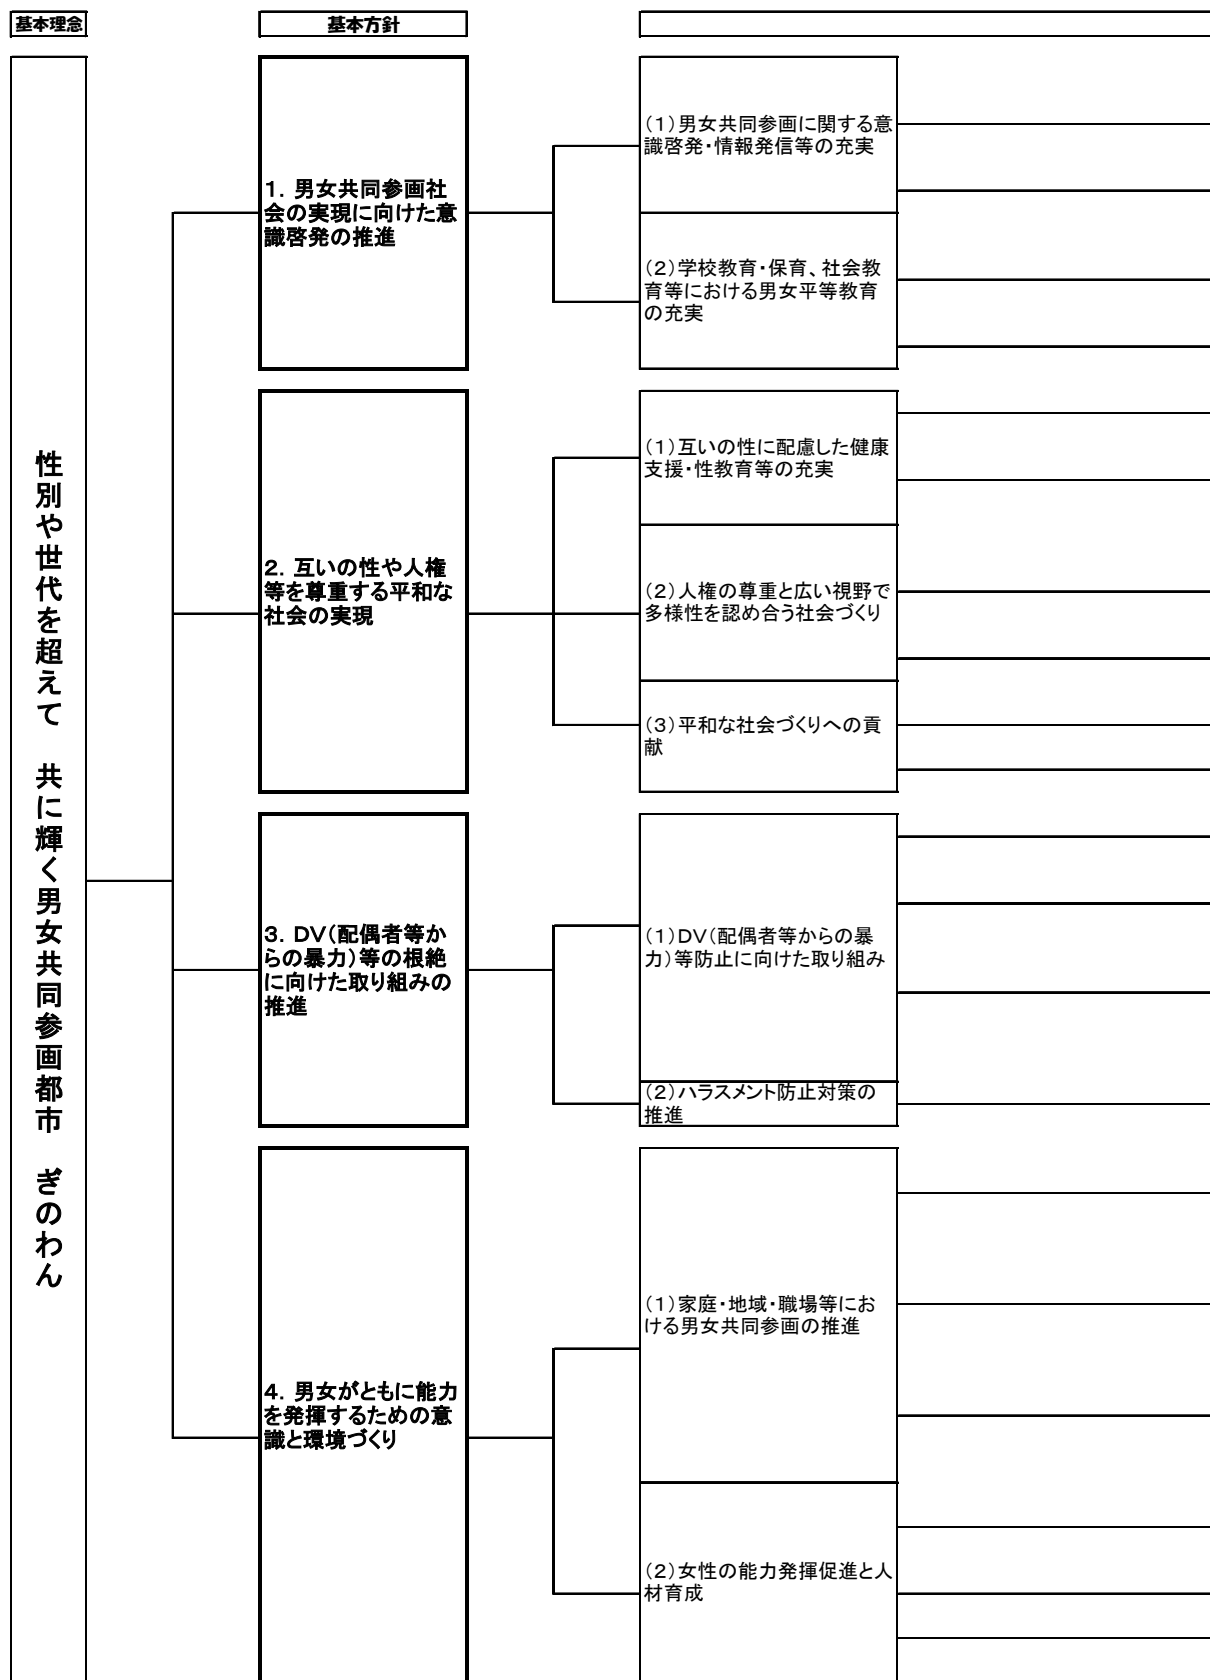 基本理念
基本方針
性別や世代を超えて　共に輝く男女共同参画都市　ぎのわん
1．男女共同参画社
会の実現に向けた意
識啓発の推進
(1)男女共同参画に関する意
識啓発・情報発信等の充実
(2)学校教育・保育、社会教
育等における男女平等教育
の充実
2．互いの性や人権
等を尊重する平和な
社会の実現
(1)互いの性に配慮した健康
支援・性教育等の充実
(2)人権の尊重と広い視野で
多様性を認め合う社会づくり
(3)平和な社会づくりへの貢
献
3．DV(配偶者等か
らの暴力)等の根絶
に向けた取り組みの
推進
(1)DV(配偶者等からの暴
力)等防止に向けた取り組み
(2)ハラスメント防止対策の
推進
4．男女がともに能力
を発揮するための意
識と環境づくり
(1)家庭・地域・職場等にお
ける男女共同参画の推進
(2)女性の能力発揮促進と人
材育成